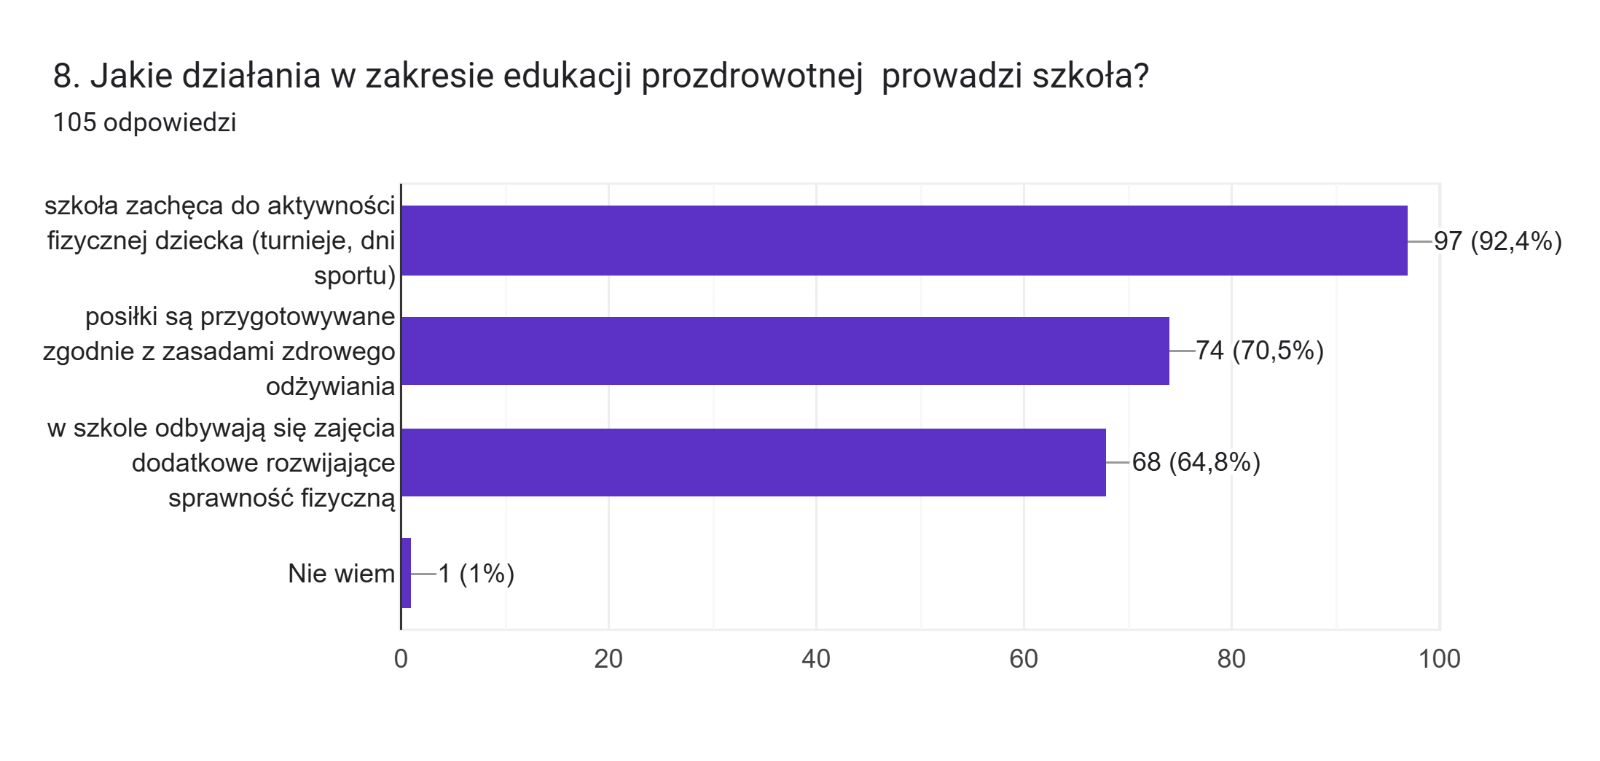 8. Jakie działania w zakresie edukacji prozdrowotnej  prowadzi szkoła?
105 odpowiedzi
szkoła zachęca do aktywności
fizycznej dziecka (turnieje, dni
sportu)
97 (92,4%)
posiłki są przygotowywane
zgodnie z zasadami zdrowego
odżywiania
74 (70,5%)
w szkole odbywają się zajęcia
dodatkowe rozwijające
sprawność fizyczną
68 (64,8%)
Nie wiem
1 (1%)
0 20 40 60 80 100